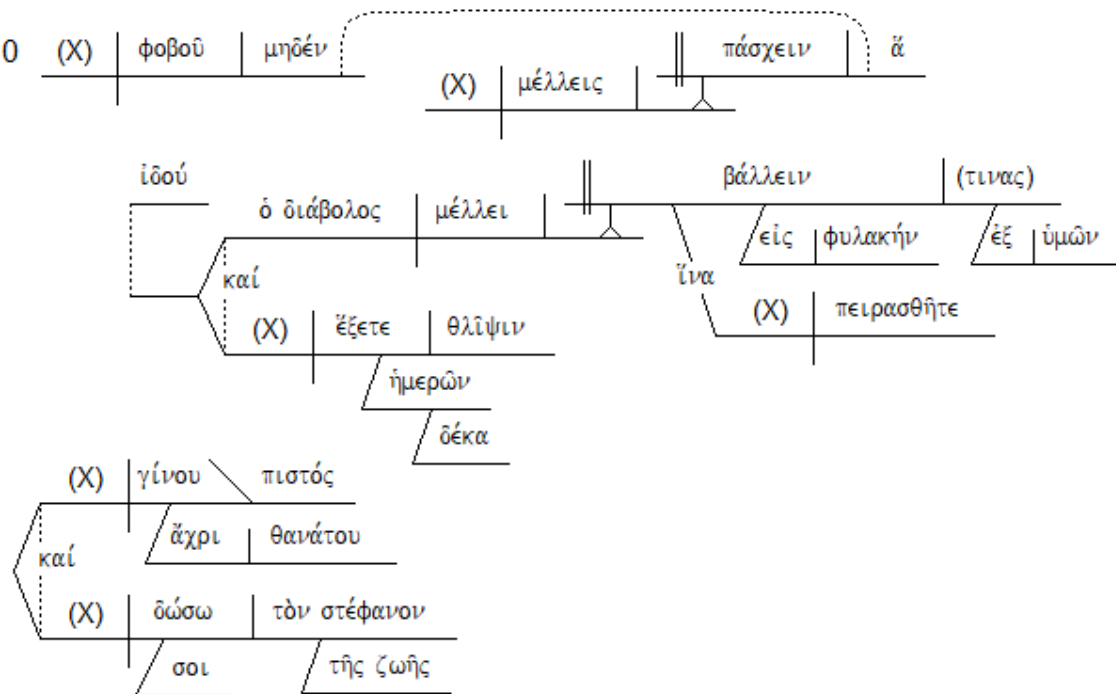 0 (X) φοβοῦ μηδέν πάσχειν ἅ
(X) μέλλεις
ἰδού βάλλειν (τινας)
ὁ διάβολος μέλλει
εἰς φυλακήν ἐξ ὑμῶν
καί ἵνα
(X) ἕξετε θλῖψιν (X) πειρασθῆτε
ἡμερῶν
δέκα
(X) γίνου πιστός
ἄχρι θανάτου
καί
(X) δώσω τὸν στέφανον
σοι τῆς ζωῆς